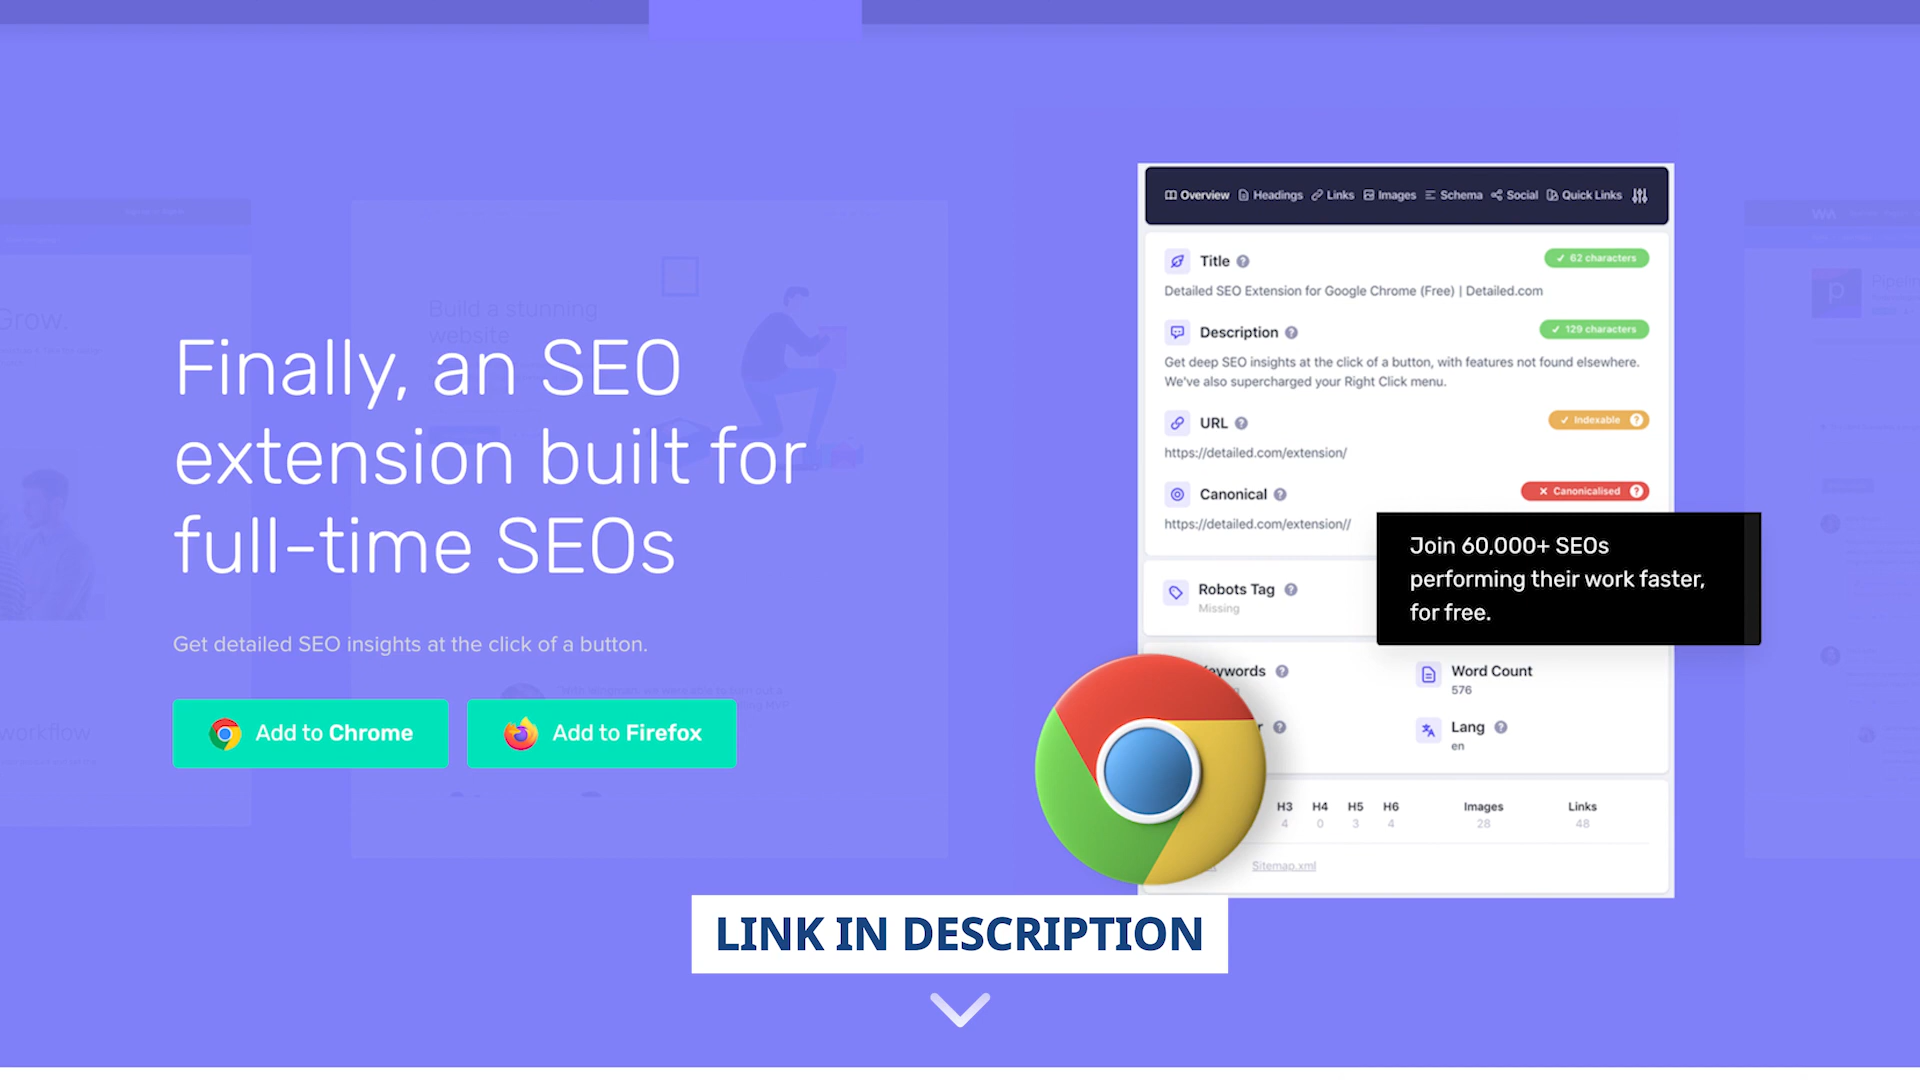 Finally, an SEO
extension built for
full-time SEOs
Get detailed SEO insights at the click of a button.
Add to Chrome
Add to Firefox
Grow.
Build a stunning
website
workflow
Overview Headings Links Images Schema Social Quick Links
Title
62 characters
Detailed SEO Extension for Google Chrome (Free) | Detailed.com
Description
129 characters
Get deep SEO insights at the click of a button, with features not found elsewhere.
We've also supercharged your Right Click menu.
URL
Indexable
https://detailed.com/extension/
Canonical
Canonicalised
https://detailed.com/extension//
Join 60,000+ SEOs
performing their work faster,
for free.
Robots Tag
Missing
Word Count
576
Lang
en
H3 H4 H5 H6 Images Links
4 0 3 4 28 48
Sitemap.xml
LINK IN DESCRIPTION